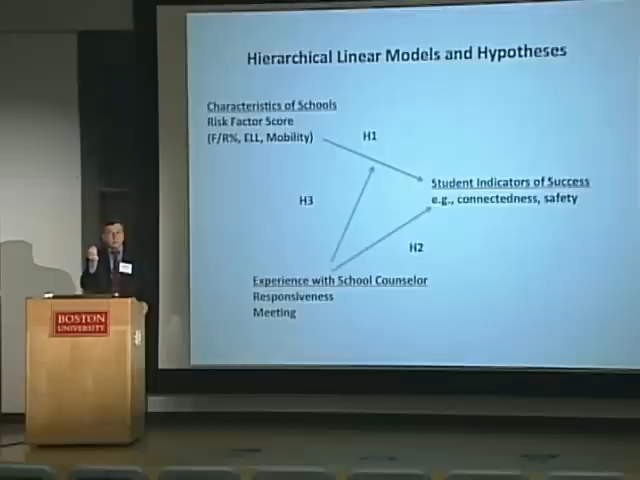 Hierarchical Linear Models and Hypotheses
Characteristics of Schools
Risk Factor Score
(F/R%, ELL, Mobility)
H1
Student Indicators of Success
e.g., connectedness, safety
H3
H2
Experience with School Counselor
Responsiveness
Meeting
BOSTON
UNIVERSITY